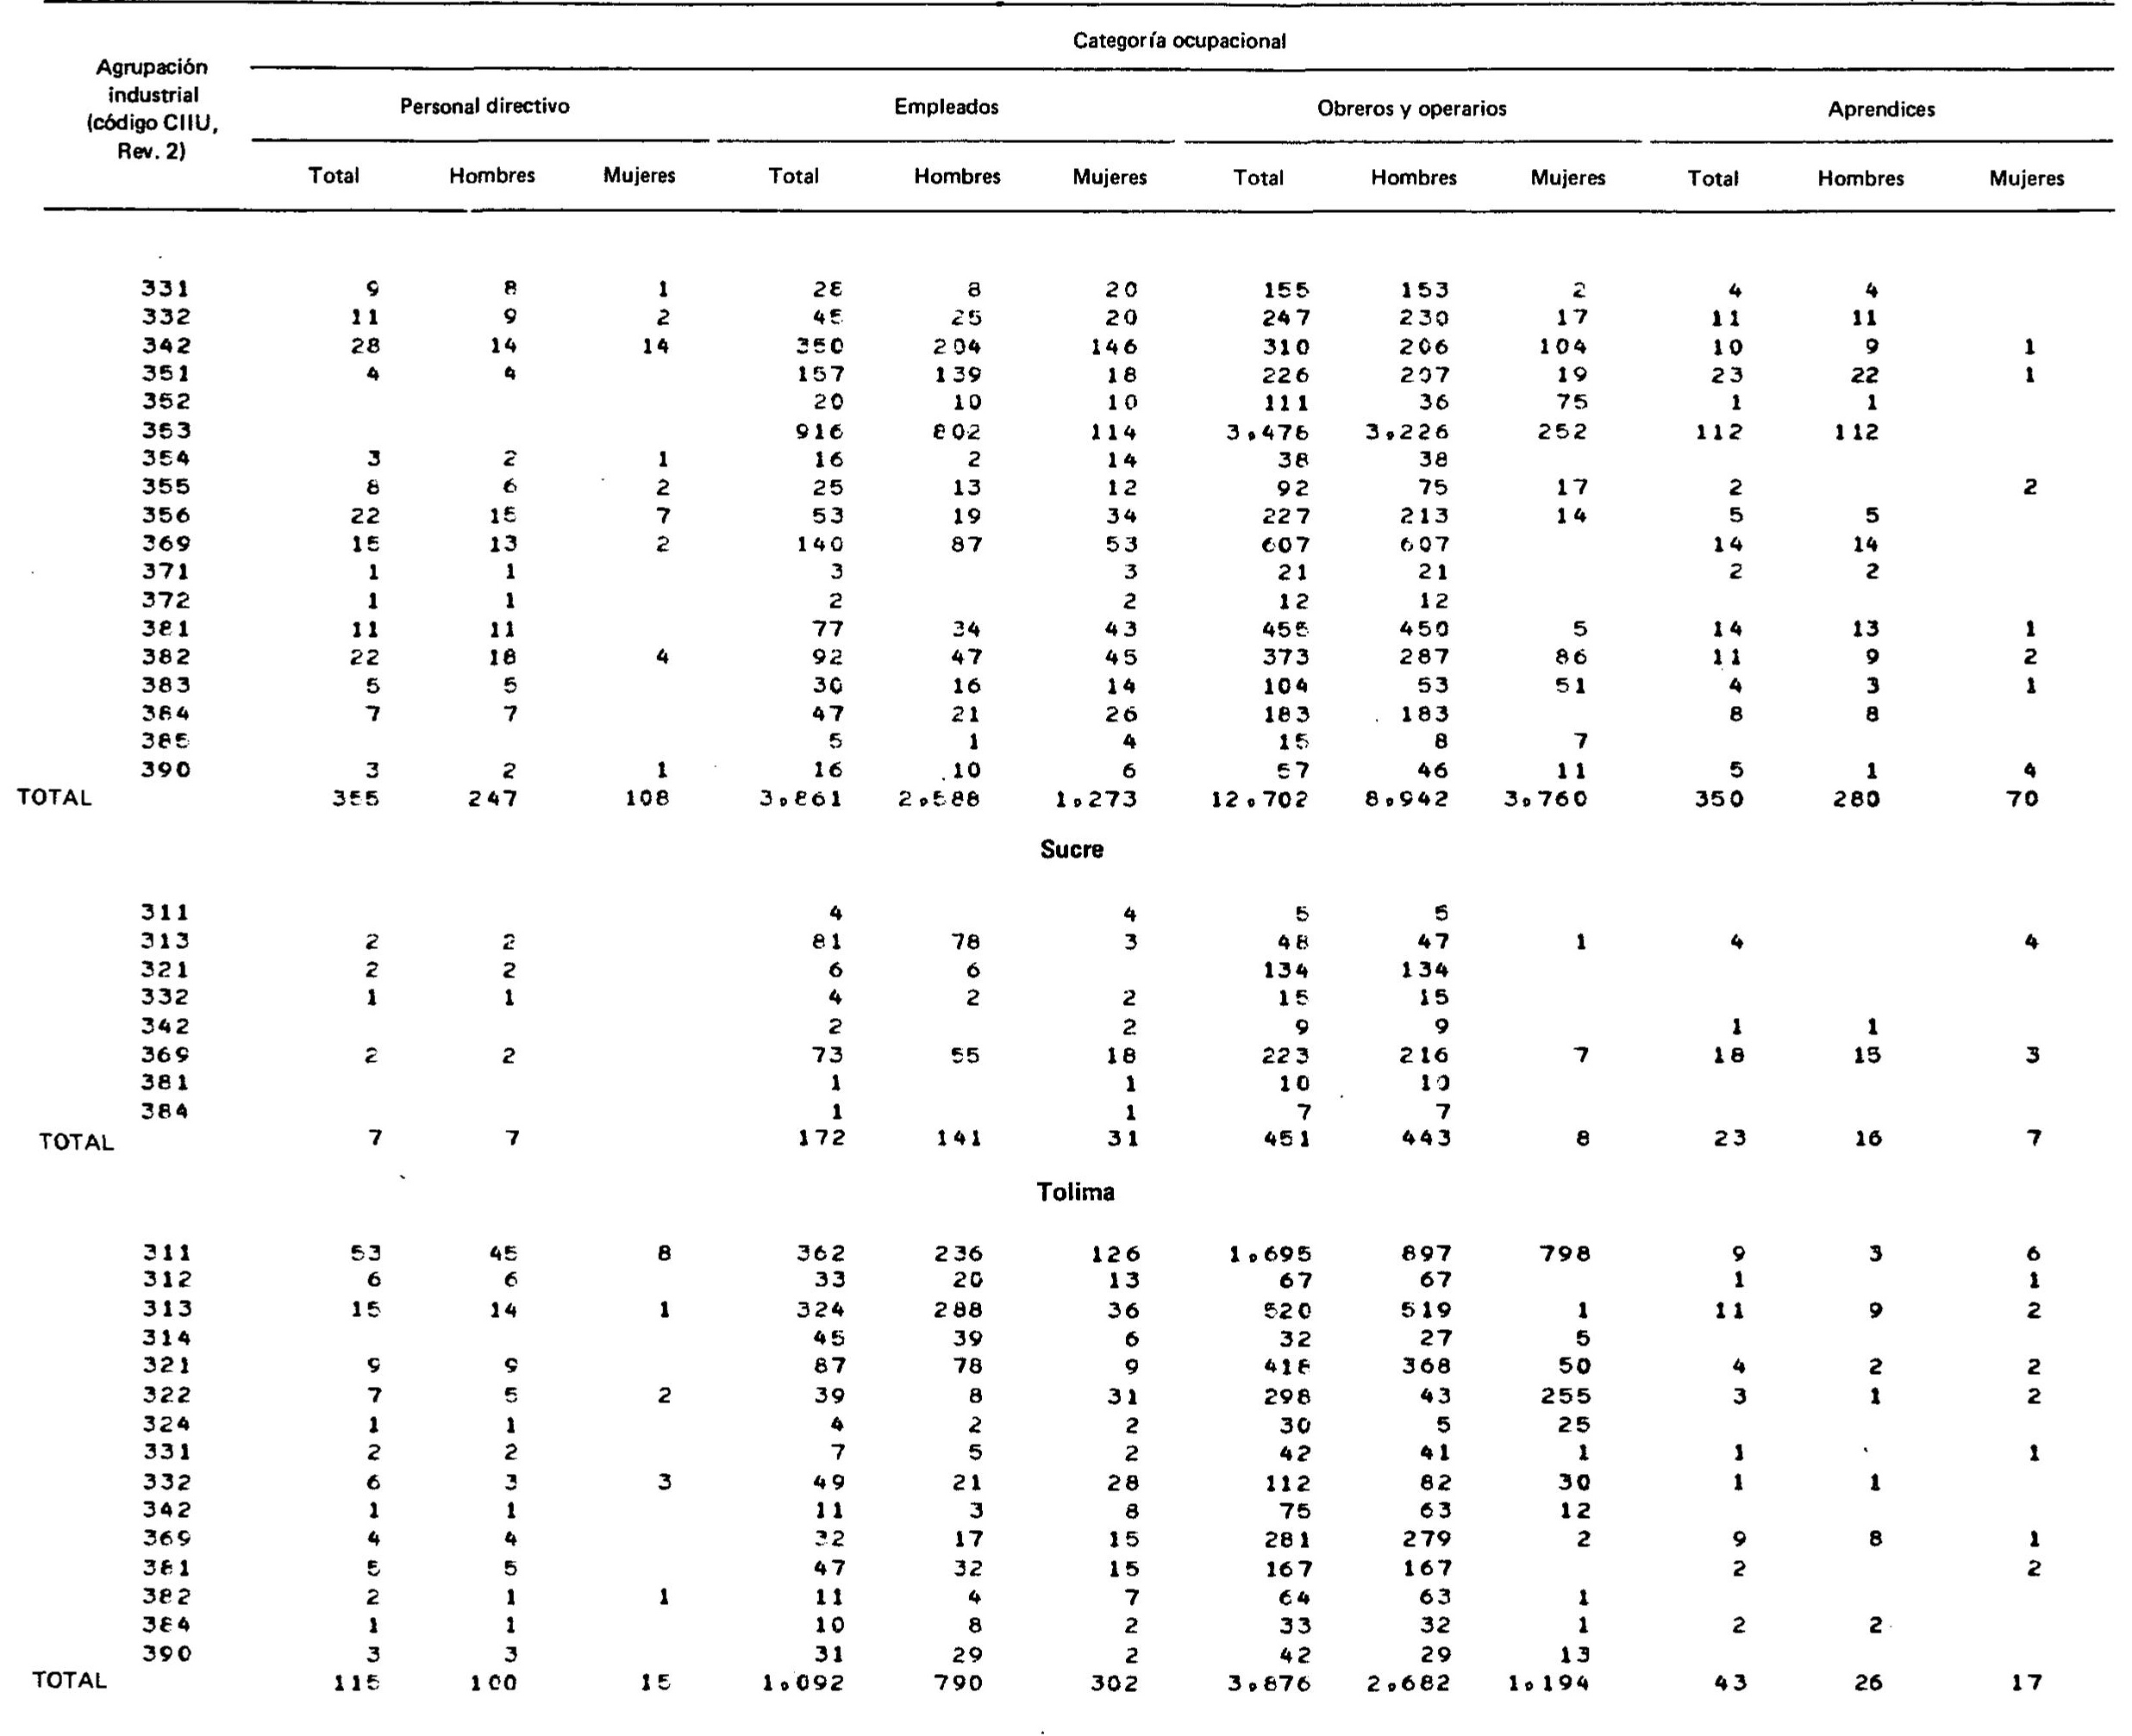 Categoría ocupacional
Agrupación industrial (código CIIU, Rev. 2)
Personal directivo Empleados Obreros y operarios Aprendices
Total Hombres Mujeres Total Hombres Mujeres Total Hombres Mujeres Total Hombres Mujeres
331 9 8 1 28 8 20 155 153 2 4 4
332 11 9 2 45 25 20 247 230 17 11 11
342 28 14 14 350 204 146 310 206 104 10 9 1
351 4 4 157 139 18 226 207 19 23 22 1
352 20 10 10 111 36 75 1 1
353 916 802 114 3.478 3.226 252 112 112
354 3 2 1 16 2 14 38 38
355 8 6 2 25 13 12 92 75 17 2 2
356 22 15 7 53 19 34 227 213 14 5 5
369 15 13 2 140 87 53 607 607 14 14
371 1 1 3 3 21 21 2 2
372 1 1 2 2 12 12
381 11 11 77 34 43 455 450 5 14 13 1
382 22 18 4 92 47 45 373 287 86 11 9 2
383 5 5 30 16 14 104 53 51 4 3 1
384 7 7 47 21 26 183 183 8 8
385 5 1 4 15 8 7
390 3 2 1 16 10 6 57 46 11 5 1 4
TOTAL 355 247 108 3.861 2.588 1.273 12.702 8.942 3.760 350 280 70
Sucre
311 4 4 5 5
313 2 2 81 78 3 48 47 1 4 4
321 2 2 6 6 134 134
332 1 1 4 2 2 15 15
342 2 2 9 9 1 1
369 2 2 73 55 18 223 216 7 18 15 3
381 1 1 10 10
384 1 1 7 7
TOTAL 7 7 172 141 31 451 443 8 23 16 7
Tolima
311 53 45 8 362 236 126 1.695 897 798 9 3 6
312 6 6 33 20 13 67 67 1 1
313 15 14 1 324 288 36 520 519 1 11 9 2
314 45 39 6 32 27 5
321 9 9 87 78 9 418 368 50 4 2 2
322 7 5 2 39 8 31 298 43 255 3 1 2
324 1 1 4 2 2 30 5 25
331 2 2 7 5 2 42 41 1 1 1
332 6 3 3 49 21 28 112 82 30 1 1
342 1 1 11 3 8 75 63 12
369 4 4 32 17 15 281 279 2 9 8 1
381 5 5 47 32 15 167 167 2 2
382 2 1 1 11 4 7 64 63 1
384 1 1 10 8 2 33 32 1 2 2
390 3 3 31 29 2 42 29 13
TOTAL 115 100 15 1.092 790 302 3.876 2.682 1.194 43 26 17